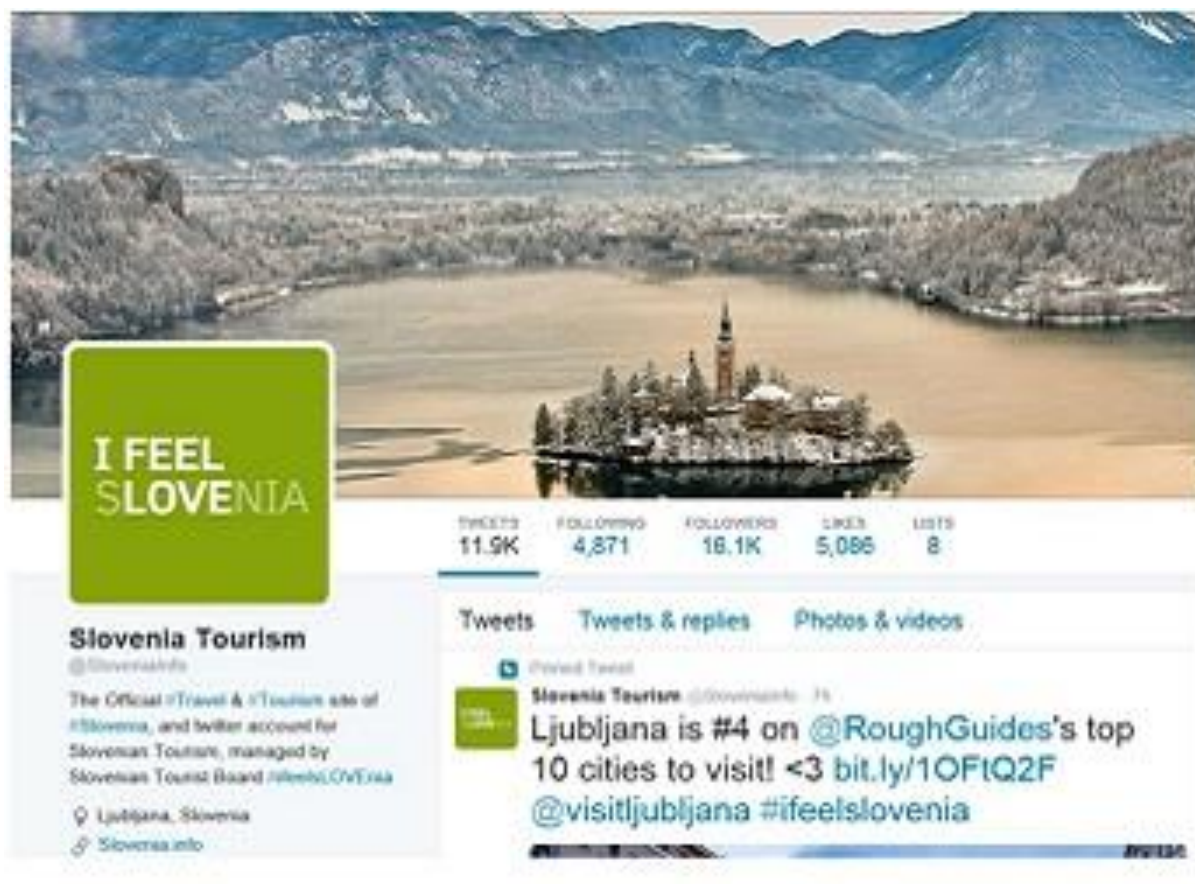 I FEEL
SLOVENIA
TWEETS FOLLOWING FOLLOWERS LIKES LISTS
11.9K 4,871 16.1K 5,086 8
Slovenia Tourism
@SloveniaInfo
The Official #Travel & #Tourism site of
#Slovenia, and twitter account for
Slovenian Tourism, managed by
Slovenian Tourist Board #ifeelsLOVEnia
Ljubljana, Slovenia
Slovenia.info
Tweets Tweets & replies Photos & videos
Pinned Tweet
Slovenia Tourism @SloveniaInfo
Ljubljana is #4 on @RoughGuides's top
10 cities to visit! <3 bit.ly/1OFtQ2F
@visitljubljana #ifeelslovenia